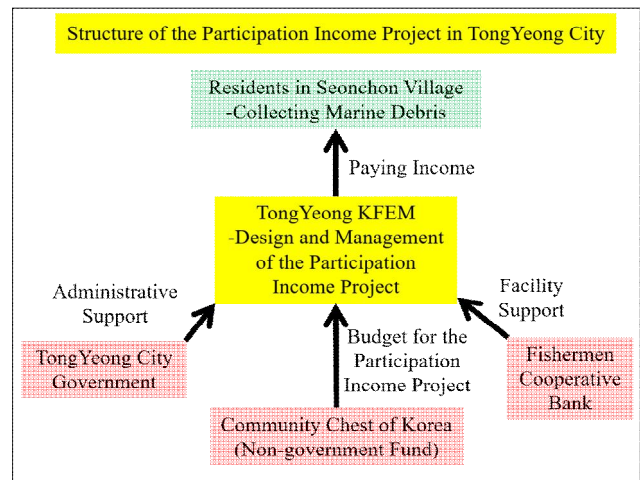 Structure of the Participation Income Project in TongYeong City
Residents in Seonchon Village
-Collecting Marine Debris
Paying Income
TongYeong KFEM
-Design and Management
of the Participation
Income Project
Administrative
Support
Facility
Support
Budget for the
Participation
Income Project
TongYeong City
Government
Fishermen
Cooperative
Bank
Community Chest of Korea
(Non-government Fund)